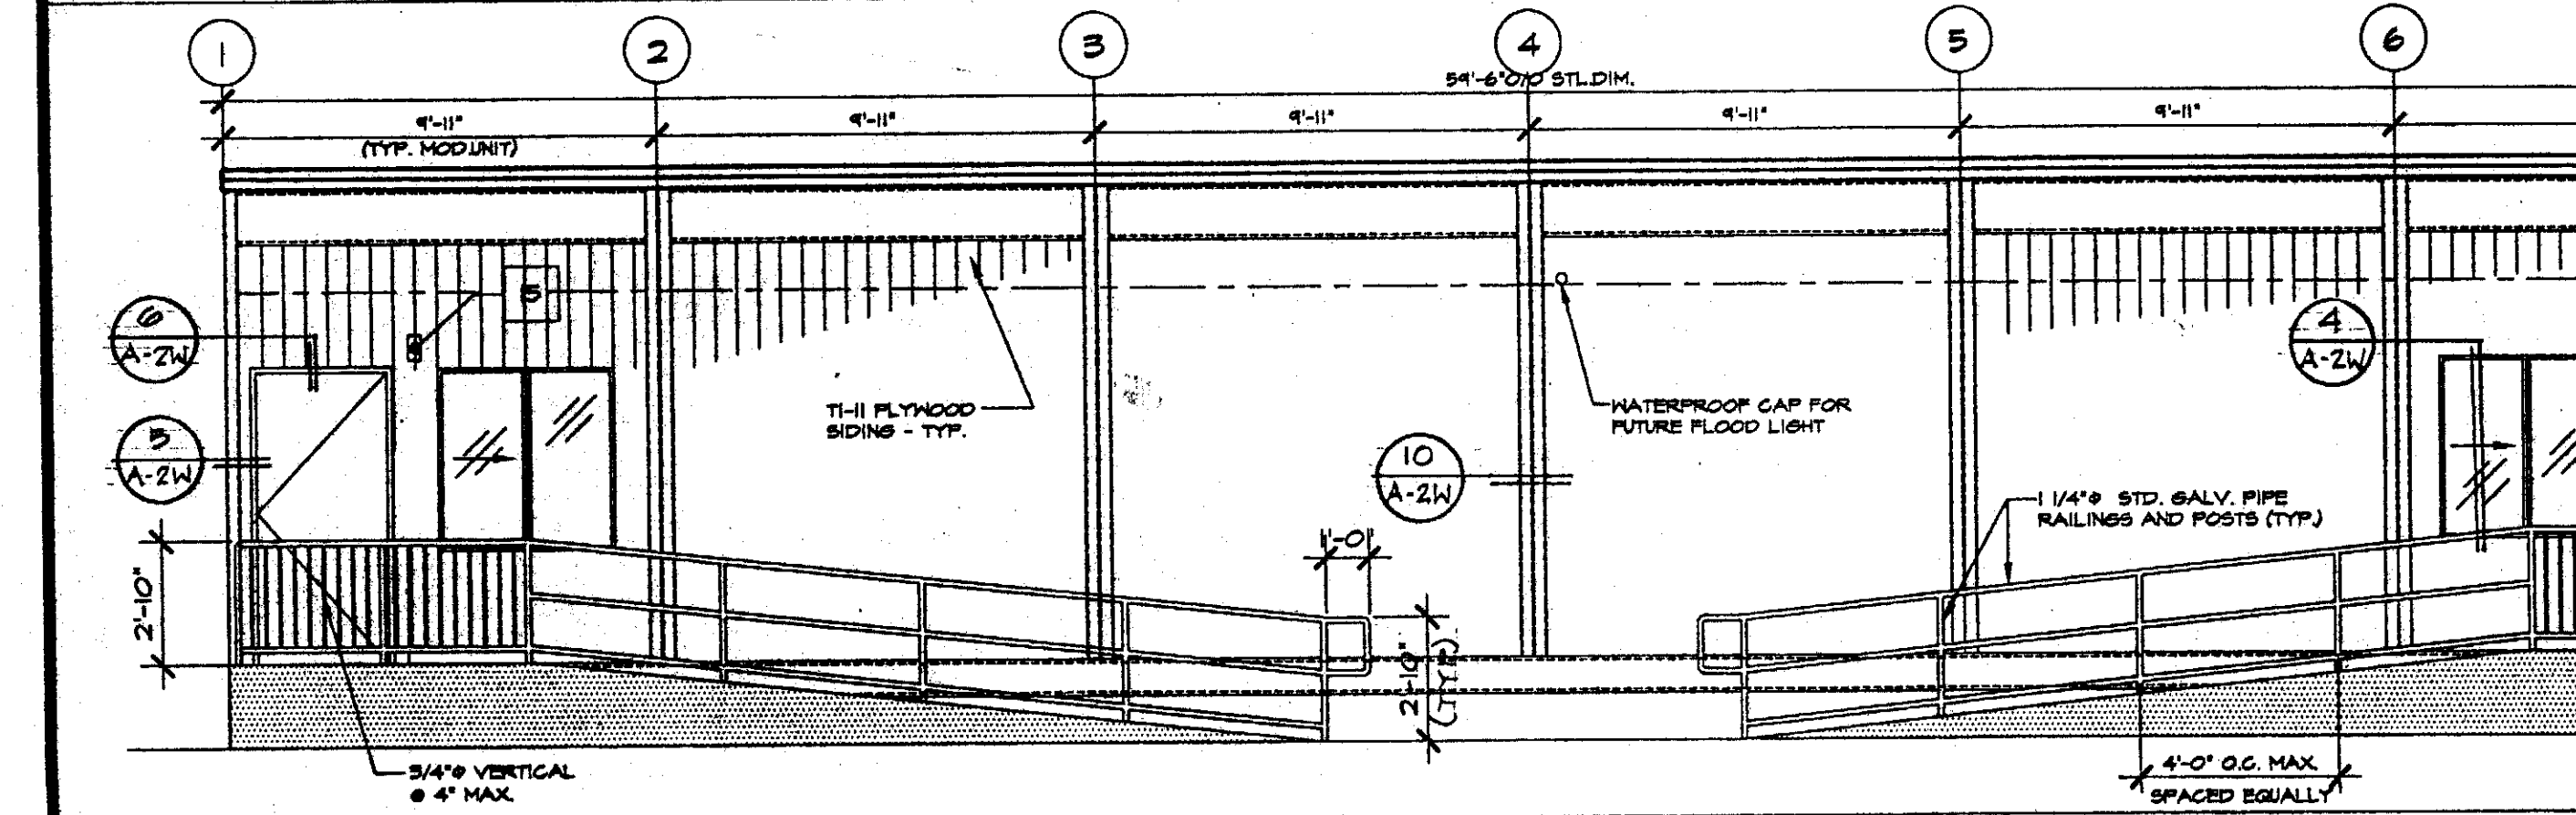 1
2
3
4
5
6
59'-6" O/O STL.DIM.
9'-11"
9'-11"
9'-11"
9'-11"
9'-11"
(TYP. MOD.UNIT)
S
6
A-2W
4
A-2W
T1-11 PLYWOOD
SIDING - TYP.
WATERPROOF CAP FOR
FUTURE FLOOD LIGHT
5
A-2W
10
A-2W
1 1/4"ø STD. GALV. PIPE
RAILINGS AND POSTS (TYP.)
1'-0"
2'-10"
2'-10"
(TYP)
3/4"ø VERTICAL
@ 4" MAX.
4'-0" O.C. MAX.
SPACED EQUALLY